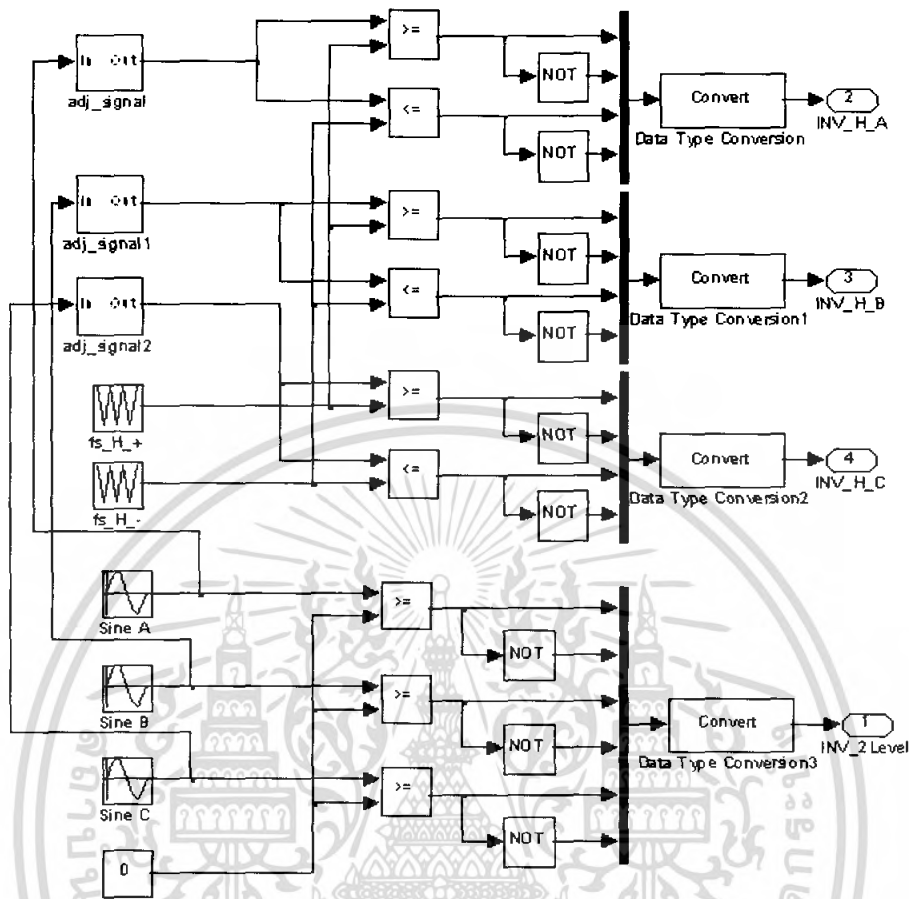 >=
In Out
adj_signal
NOT
Convert
2
INV_H_A
Data Type Conversion
<=
NOT
In Out
adj_signal1
>=
NOT
Convert
3
INV_H_B
Data Type Conversion1
In Out
adj_signal2
<=
NOT
fs_H_+
>=
NOT
Convert
4
INV_H_C
Data Type Conversion2
fs_H_-
<=
NOT
Sine A
>=
NOT
Sine B
>=
NOT
Convert
1
INV_2 Level
Data Type Conversion3
Sine C
>=
NOT
0